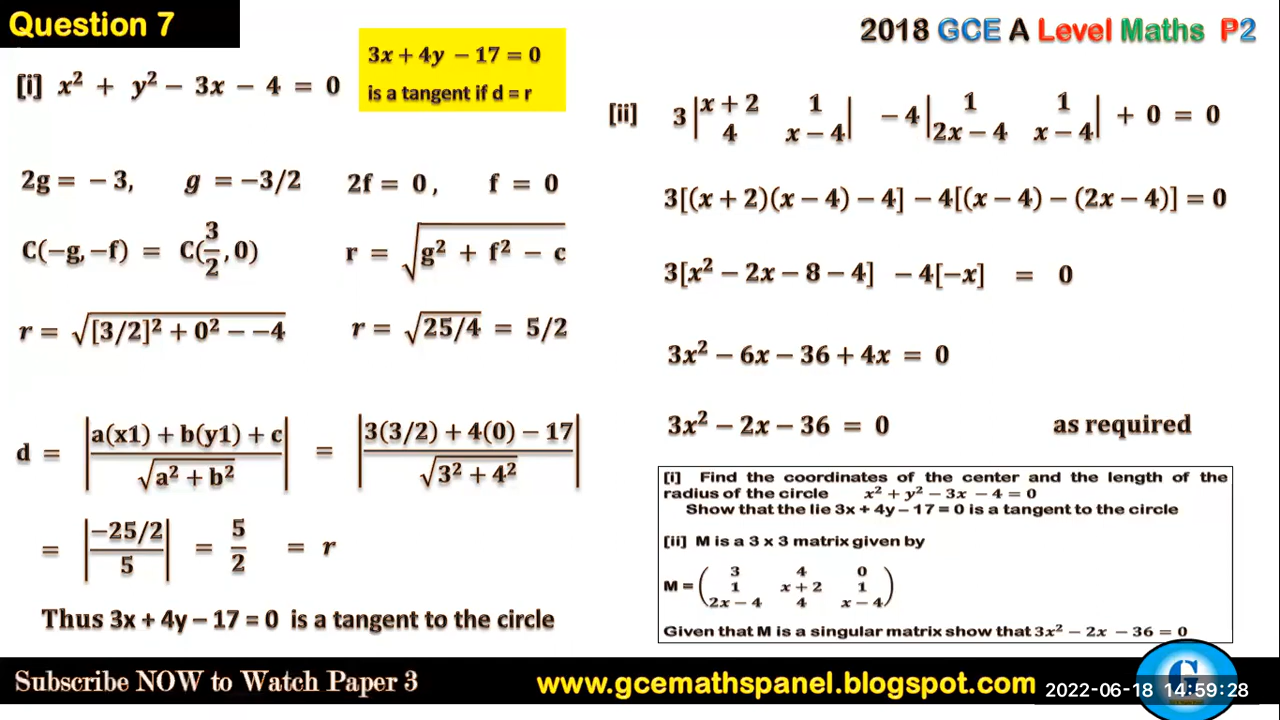 Question 7
2018 GCE A Level Maths P2
[i] x² + y² − 3x − 4 = 0
3x + 4y − 17 = 0
is a tangent if d = r
2g = − 3, g = −3/2 2f = 0 , f = 0
C(−g, −f) = C(3/2, 0) r = √(g² + f² − c)
r = √([3/2]² + 0² − −4) r = √(25/4) = 5/2
d = |(a(x1) + b(y1) + c)/√(a² + b²)| = |(3(3/2) + 4(0) − 17)/√(3² + 4²)|
= |(−25/2)/5| = 5/2 = r
Thus 3x + 4y − 17 = 0 is a tangent to the circle
[ii] 3 |x + 2 1 ; 4 x − 4| − 4 |1 1 ; 2x − 4 x − 4| + 0 = 0
3[(x + 2)(x − 4) − 4] − 4[(x − 4) − (2x − 4)] = 0
3[x² − 2x − 8 − 4] − 4[−x] = 0
3x² − 6x − 36 + 4x = 0
3x² − 2x − 36 = 0 as required
[i] Find the coordinates of the center and the length of the
radius of the circle x² + y² − 3x − 4 = 0
Show that the lie 3x + 4y − 17 = 0 is a tangent to the circle
[ii] M is a 3 x 3 matrix given by
3 4 0
M = ( 1 x + 2 1 )
2x − 4 4 x − 4
Given that M is a singular matrix show that 3x² − 2x − 36 = 0
Subscribe NOW to Watch Paper 3
www.gcemathspanel.blogspot.com
G
2022-06-18 14:59:28